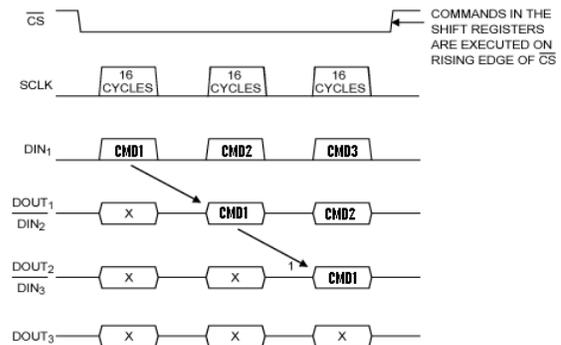 CS
COMMANDS IN THE
SHIFT REGISTERS
ARE EXECUTED ON
RISING EDGE OF CS
SCLK
16
CYCLES
16
CYCLES
16
CYCLES
DIN1
CMD1
CMD2
CMD3
DOUT1
DIN2
X
CMD1
CMD2
DOUT2
DIN3
X
X
1
CMD1
DOUT3
X
X
X